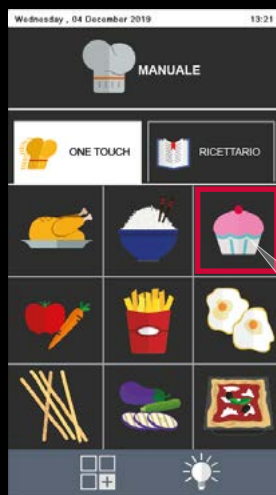 Wednesday , 04 December 2019 13:21
MANUALE
ONE TOUCH RICETTARIO